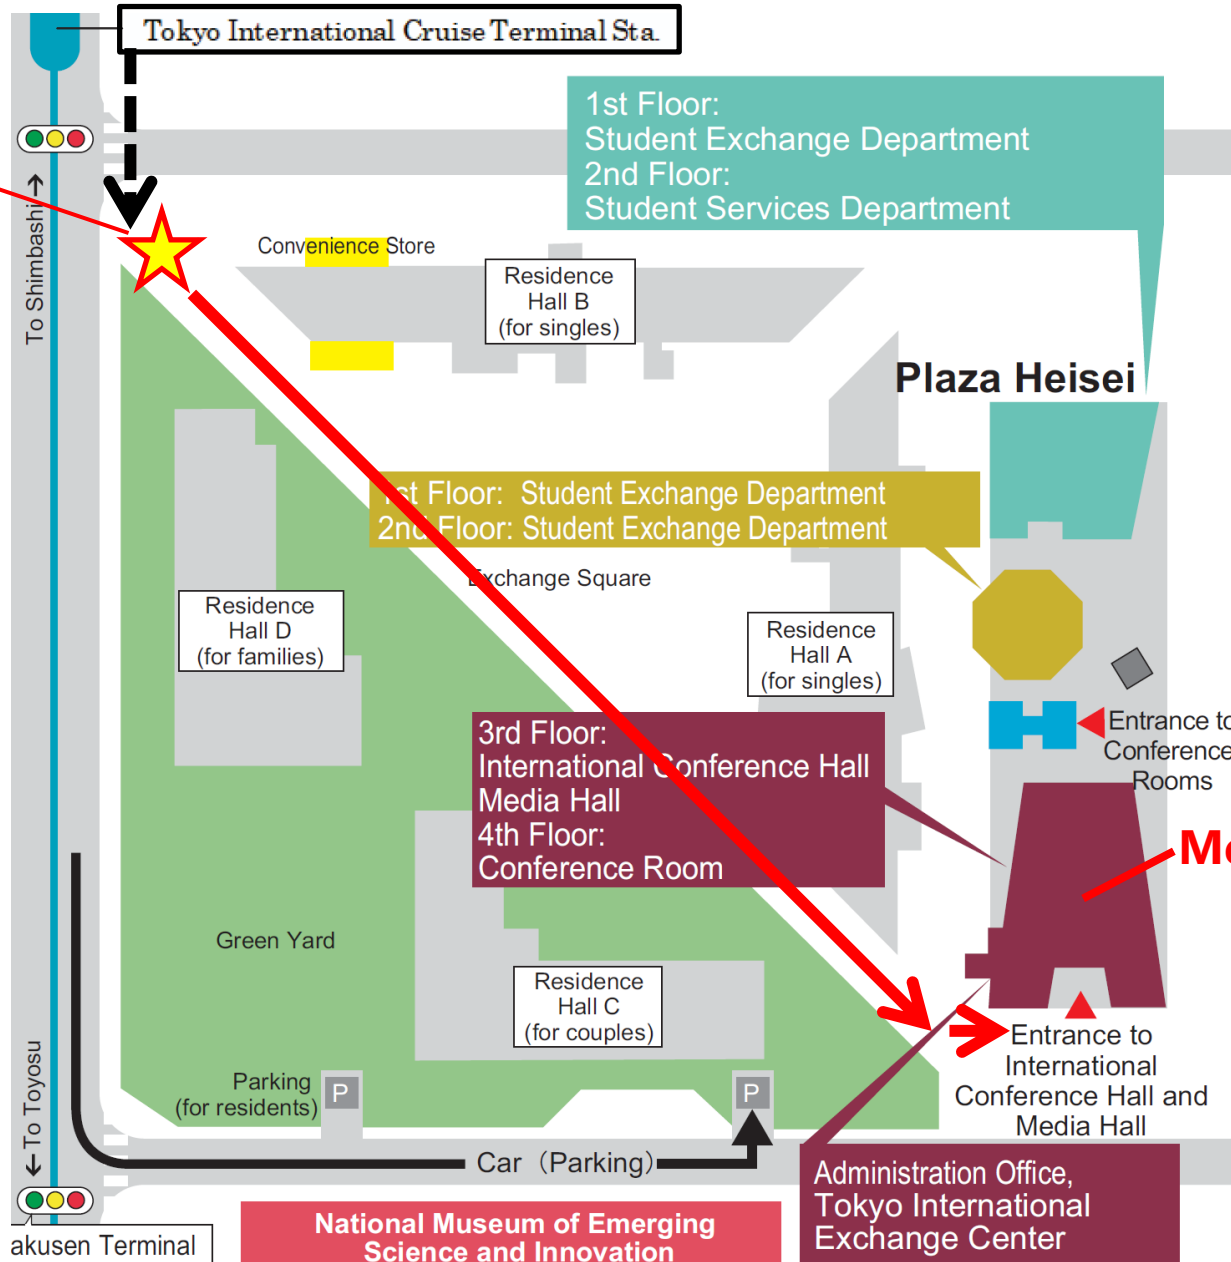 Tokyo International Cruise Terminal Sta.
1st Floor:
Student Exchange Department
2nd Floor:
Student Services Department
To Shimbashi→
Convenience Store
Residence
Hall B
(for singles)
Plaza Heisei
1st Floor: Student Exchange Department
2nd Floor: Student Exchange Department
Exchange Square
Residence
Hall D
(for families)
Residence
Hall A
(for singles)
3rd Floor:
International Conference Hall
Media Hall
4th Floor:
Conference Room
Entrance to
Conference
Rooms
Green Yard
Residence
Hall C
(for couples)
Entrance to
International
Conference Hall and
Media Hall
←To Toyosu
Parking
(for residents)
P
P
Car (Parking)
Administration Office,
Tokyo International
Exchange Center
National Museum of Emerging
Science and Innovation
akusen Terminal